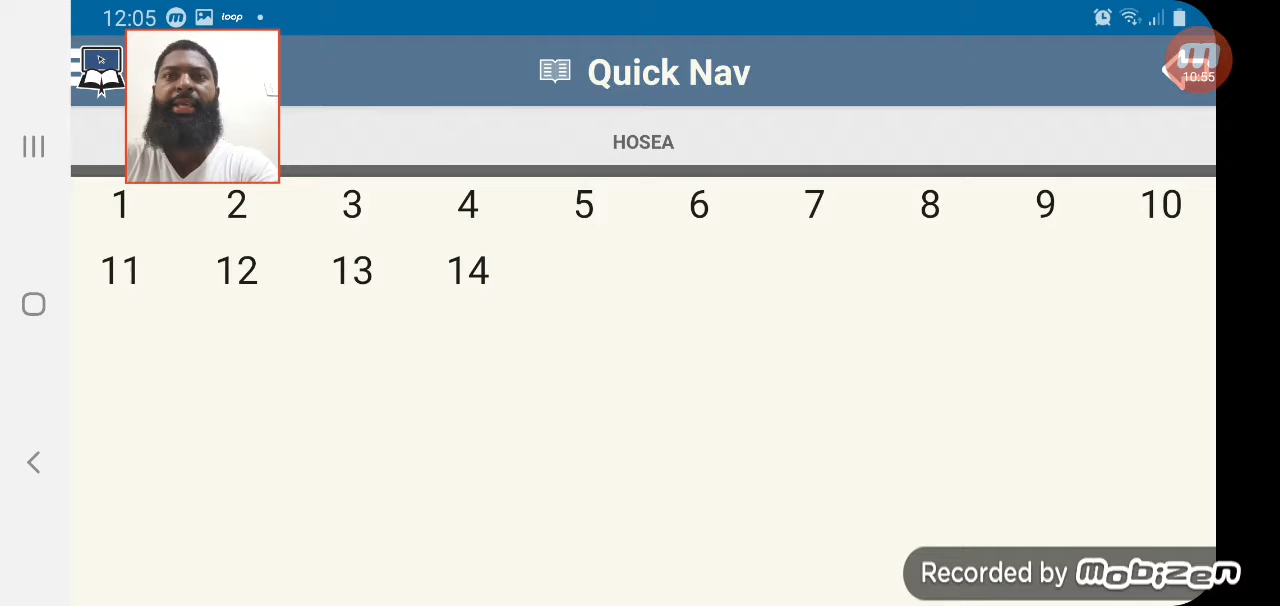 12:05 loop
Quick Nav
10:55
HOSEA
1 2 3 4 5 6 7 8 9 10
11 12 13 14
Recorded by Mobizen